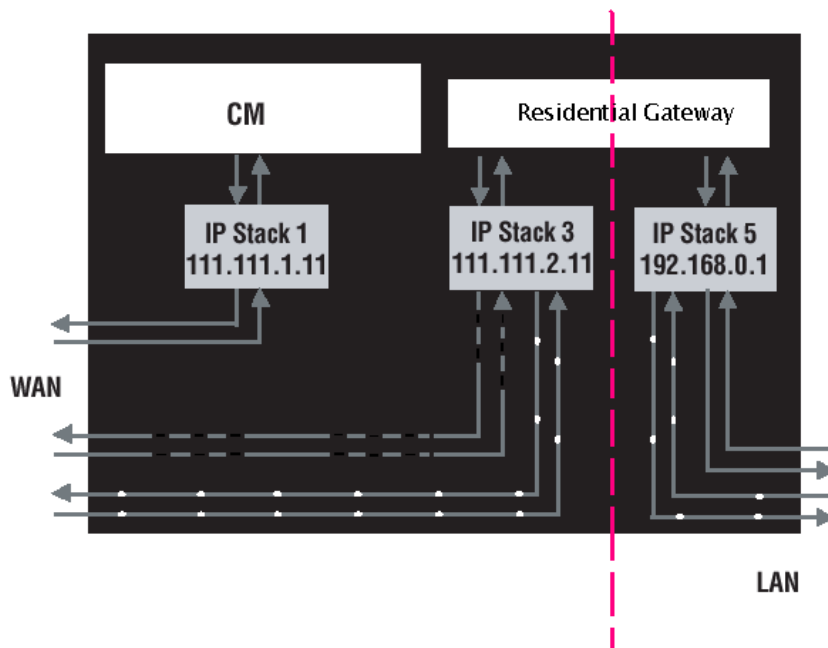 CM
Residential Gateway
IP Stack 1
111.111.1.11
IP Stack 3
111.111.2.11
IP Stack 5
192.168.0.1
WAN
LAN